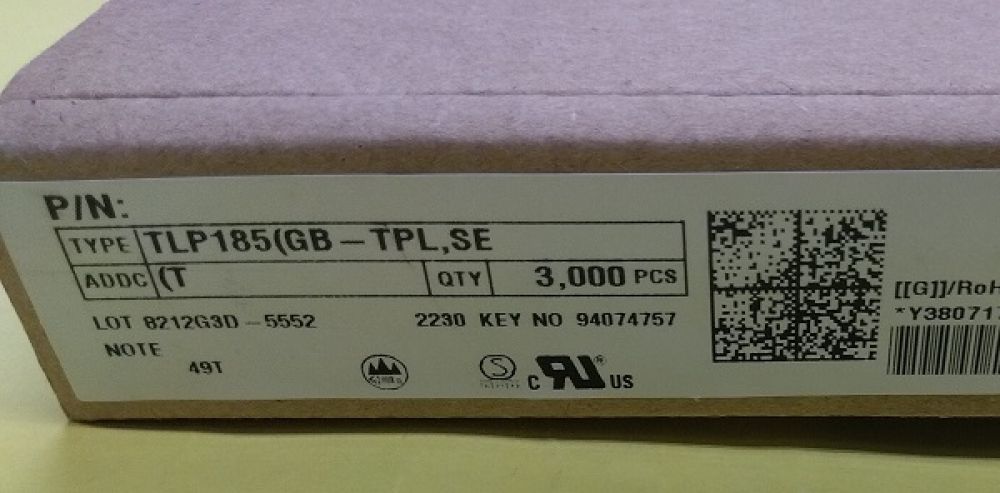 P/N:
TYPE TLP185(GB-TPL,SE
ADDC (T QTY 3,000 PCS
LOT 8212G3D-5552 2230 KEY NO 94074757
NOTE
49T
S
C RU ® US
[[G]]/RoH
*Y380717